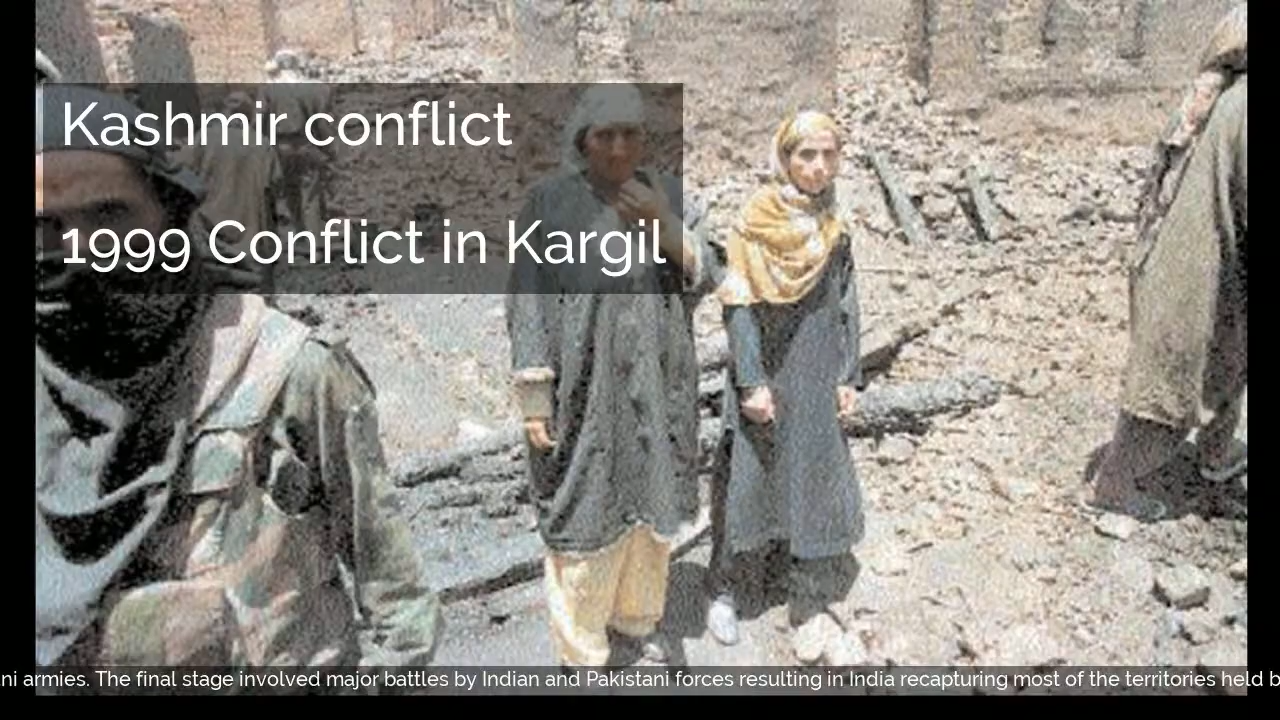 Kashmir conflict
1999 Conflict in Kargil
ni armies. The final stage involved major battles by Indian and Pakistani forces resulting in India recapturing most of the territories held b